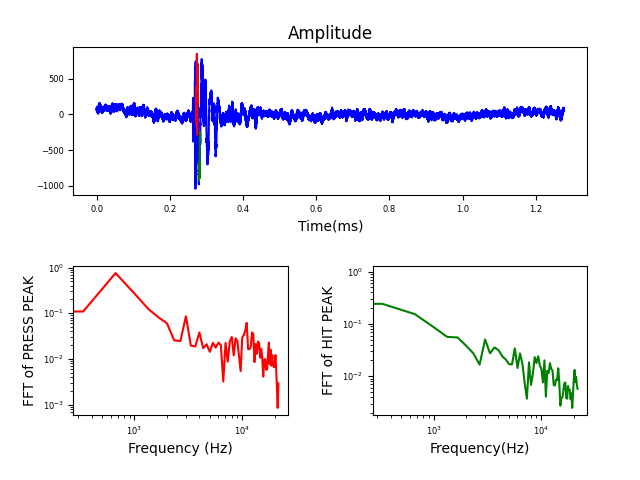 Amplitude
500
0
−500
−1000
0.0 0.2 0.4 0.6 0.8 1.0 1.2
Time(ms)
FFT of PRESS PEAK
10⁰
10⁻¹
10⁻²
10⁻³
10³ 10⁴
Frequency (Hz)
FFT of HIT PEAK
10⁰
10⁻¹
10⁻²
10³ 10⁴
Frequency(Hz)